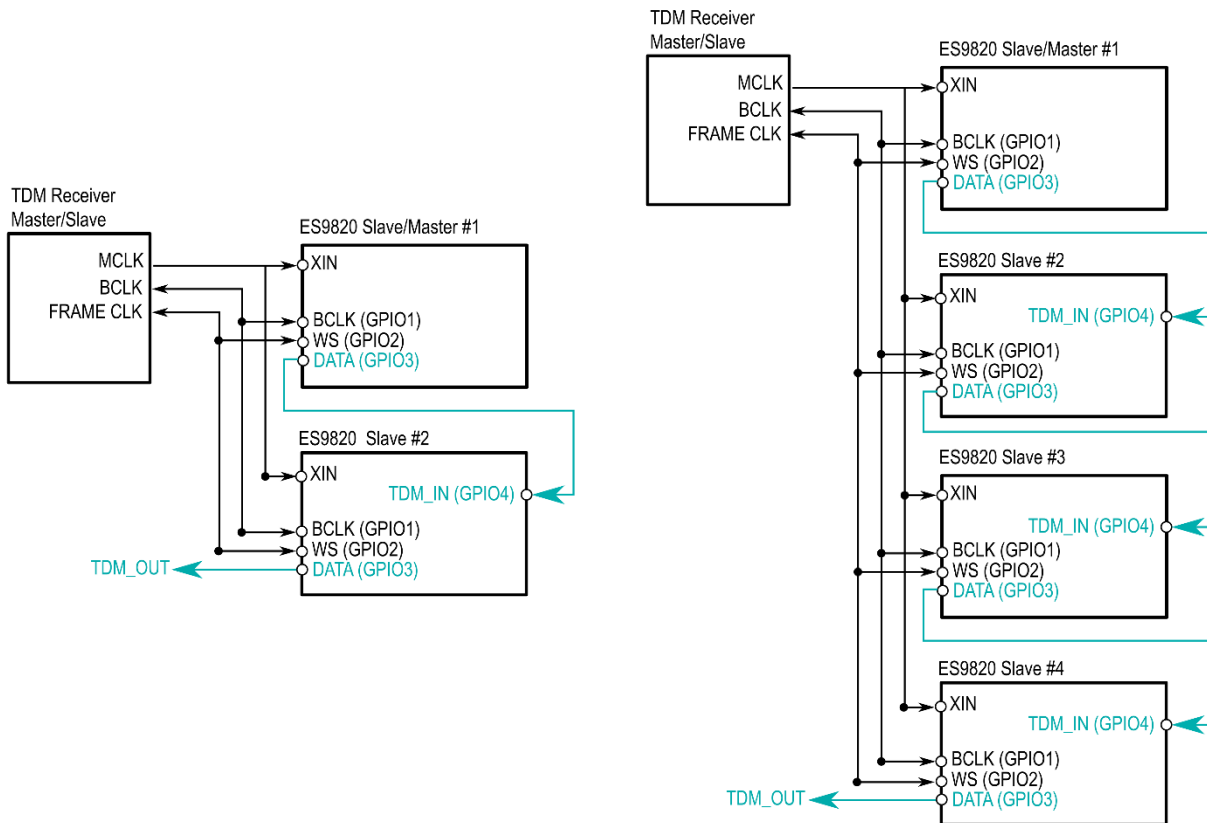 TDM Receiver
Master/Slave
MCLK
BCLK
FRAME CLK
ES9820 Slave/Master #1
XIN
BCLK (GPIO1)
WS (GPIO2)
DATA (GPIO3)
ES9820 Slave #2
XIN
TDM_IN (GPIO4)
BCLK (GPIO1)
WS (GPIO2)
DATA (GPIO3)
TDM_OUT
TDM Receiver
Master/Slave
MCLK
BCLK
FRAME CLK
ES9820 Slave/Master #1
XIN
BCLK (GPIO1)
WS (GPIO2)
DATA (GPIO3)
ES9820 Slave #2
XIN
TDM_IN (GPIO4)
BCLK (GPIO1)
WS (GPIO2)
DATA (GPIO3)
ES9820 Slave #3
XIN
TDM_IN (GPIO4)
BCLK (GPIO1)
WS (GPIO2)
DATA (GPIO3)
ES9820 Slave #4
XIN
TDM_IN (GPIO4)
BCLK (GPIO1)
WS (GPIO2)
DATA (GPIO3)
TDM_OUT